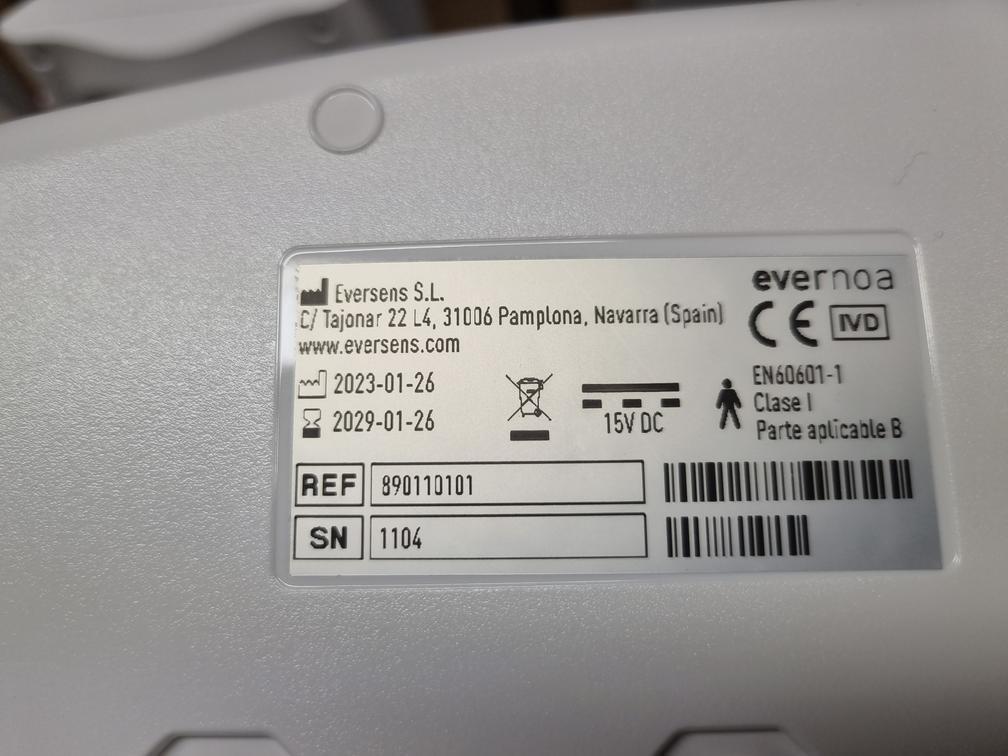 evernoa
Eversens S.L.
C/ Tajonar 22 L4, 31006 Pamplona, Navarra (Spain)
www.eversens.com
CE IVD
2023-01-26
2029-01-26
15V DC
EN60601-1
Clase I
Parte aplicable B
REF 890110101
SN 1104